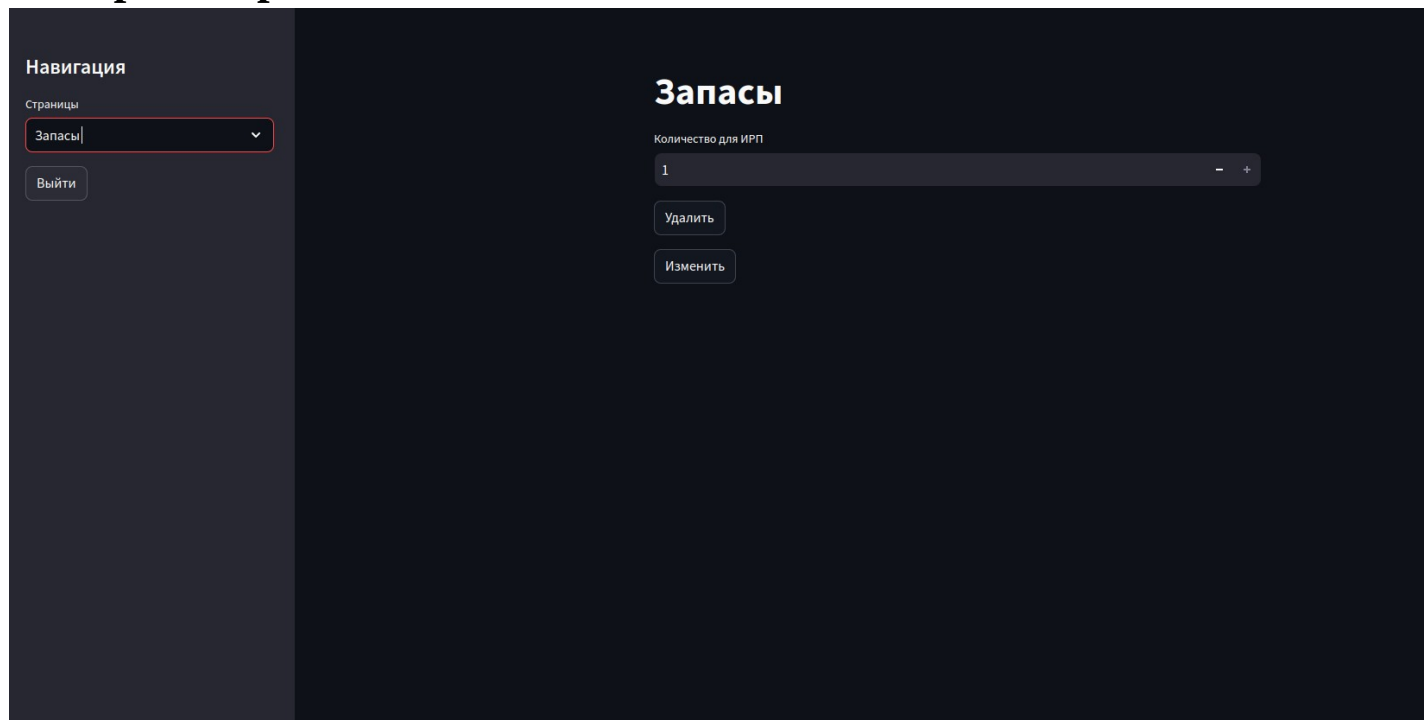 Навигация
Страницы
Запасы
Выйти
Запасы
Количество для ИРП
1
Удалить
Изменить